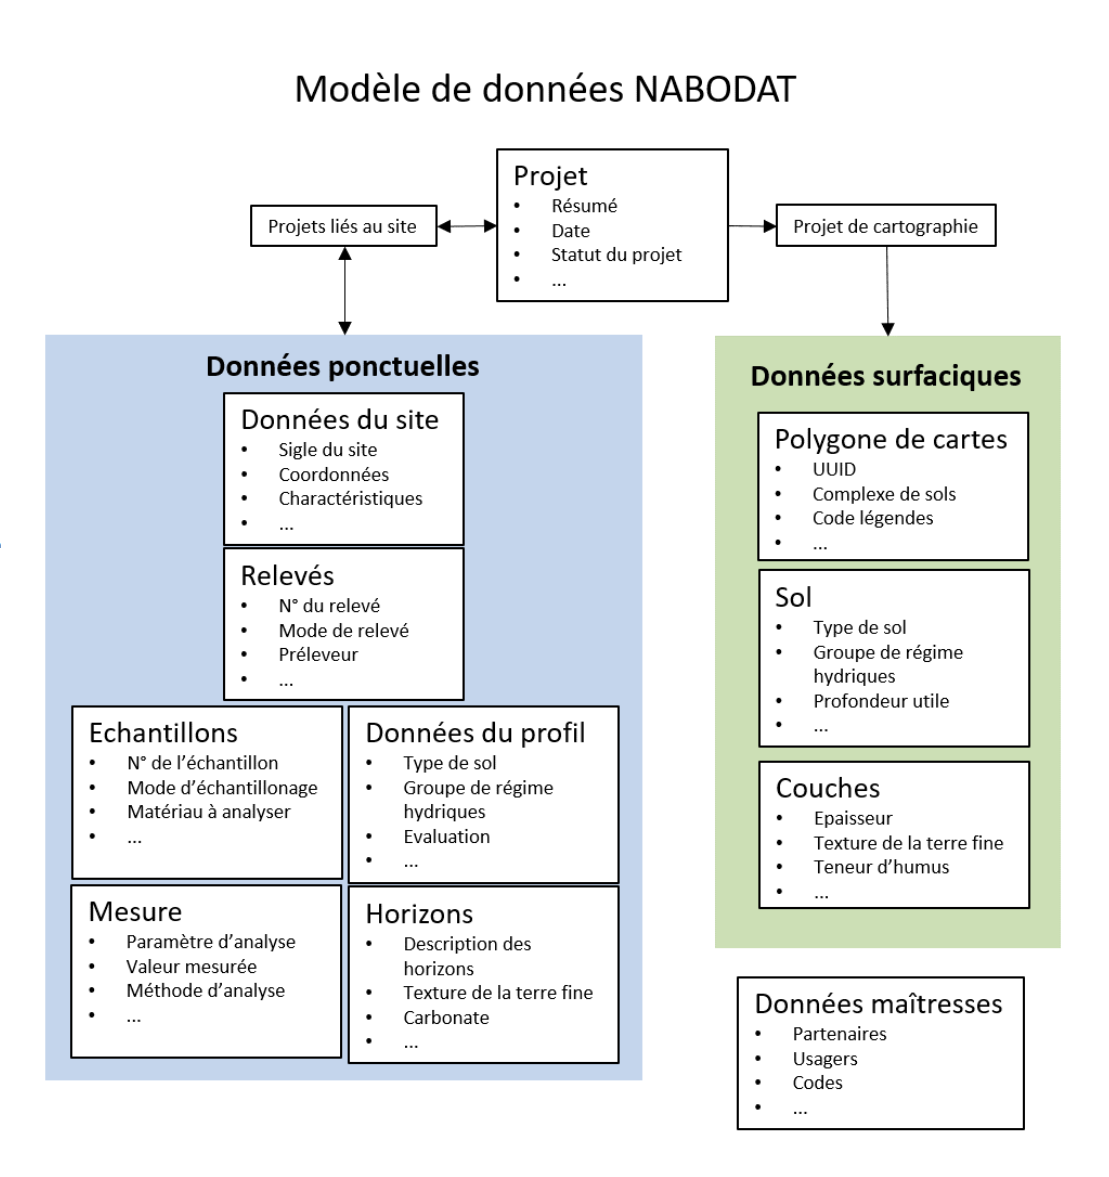 Modèle de données NABODAT
Projet
• Résumé
• Date
• Statut du projet
• ...
Projets liés au site
Projet de cartographie
Données ponctuelles
Données du site
• Sigle du site
• Coordonnées
• Charactéristiques
• ...
Relevés
• N° du relevé
• Mode de relevé
• Préleveur
• ...
Echantillons
• N° de l'échantillon
• Mode d'échantillonage
• Matériau à analyser
• ...
Données du profil
• Type de sol
• Groupe de régime
hydriques
• Evaluation
• ...
Mesure
• Paramètre d'analyse
• Valeur mesurée
• Méthode d'analyse
• ...
Horizons
• Description des
horizons
• Texture de la terre fine
• Carbonate
• ...
Données surfaciques
Polygone de cartes
• UUID
• Complexe de sols
• Code légendes
• ...
Sol
• Type de sol
• Groupe de régime
hydriques
• Profondeur utile
• ...
Couches
• Epaisseur
• Texture de la terre fine
• Teneur d'humus
• ...
Données maîtresses
• Partenaires
• Usagers
• Codes
• ...